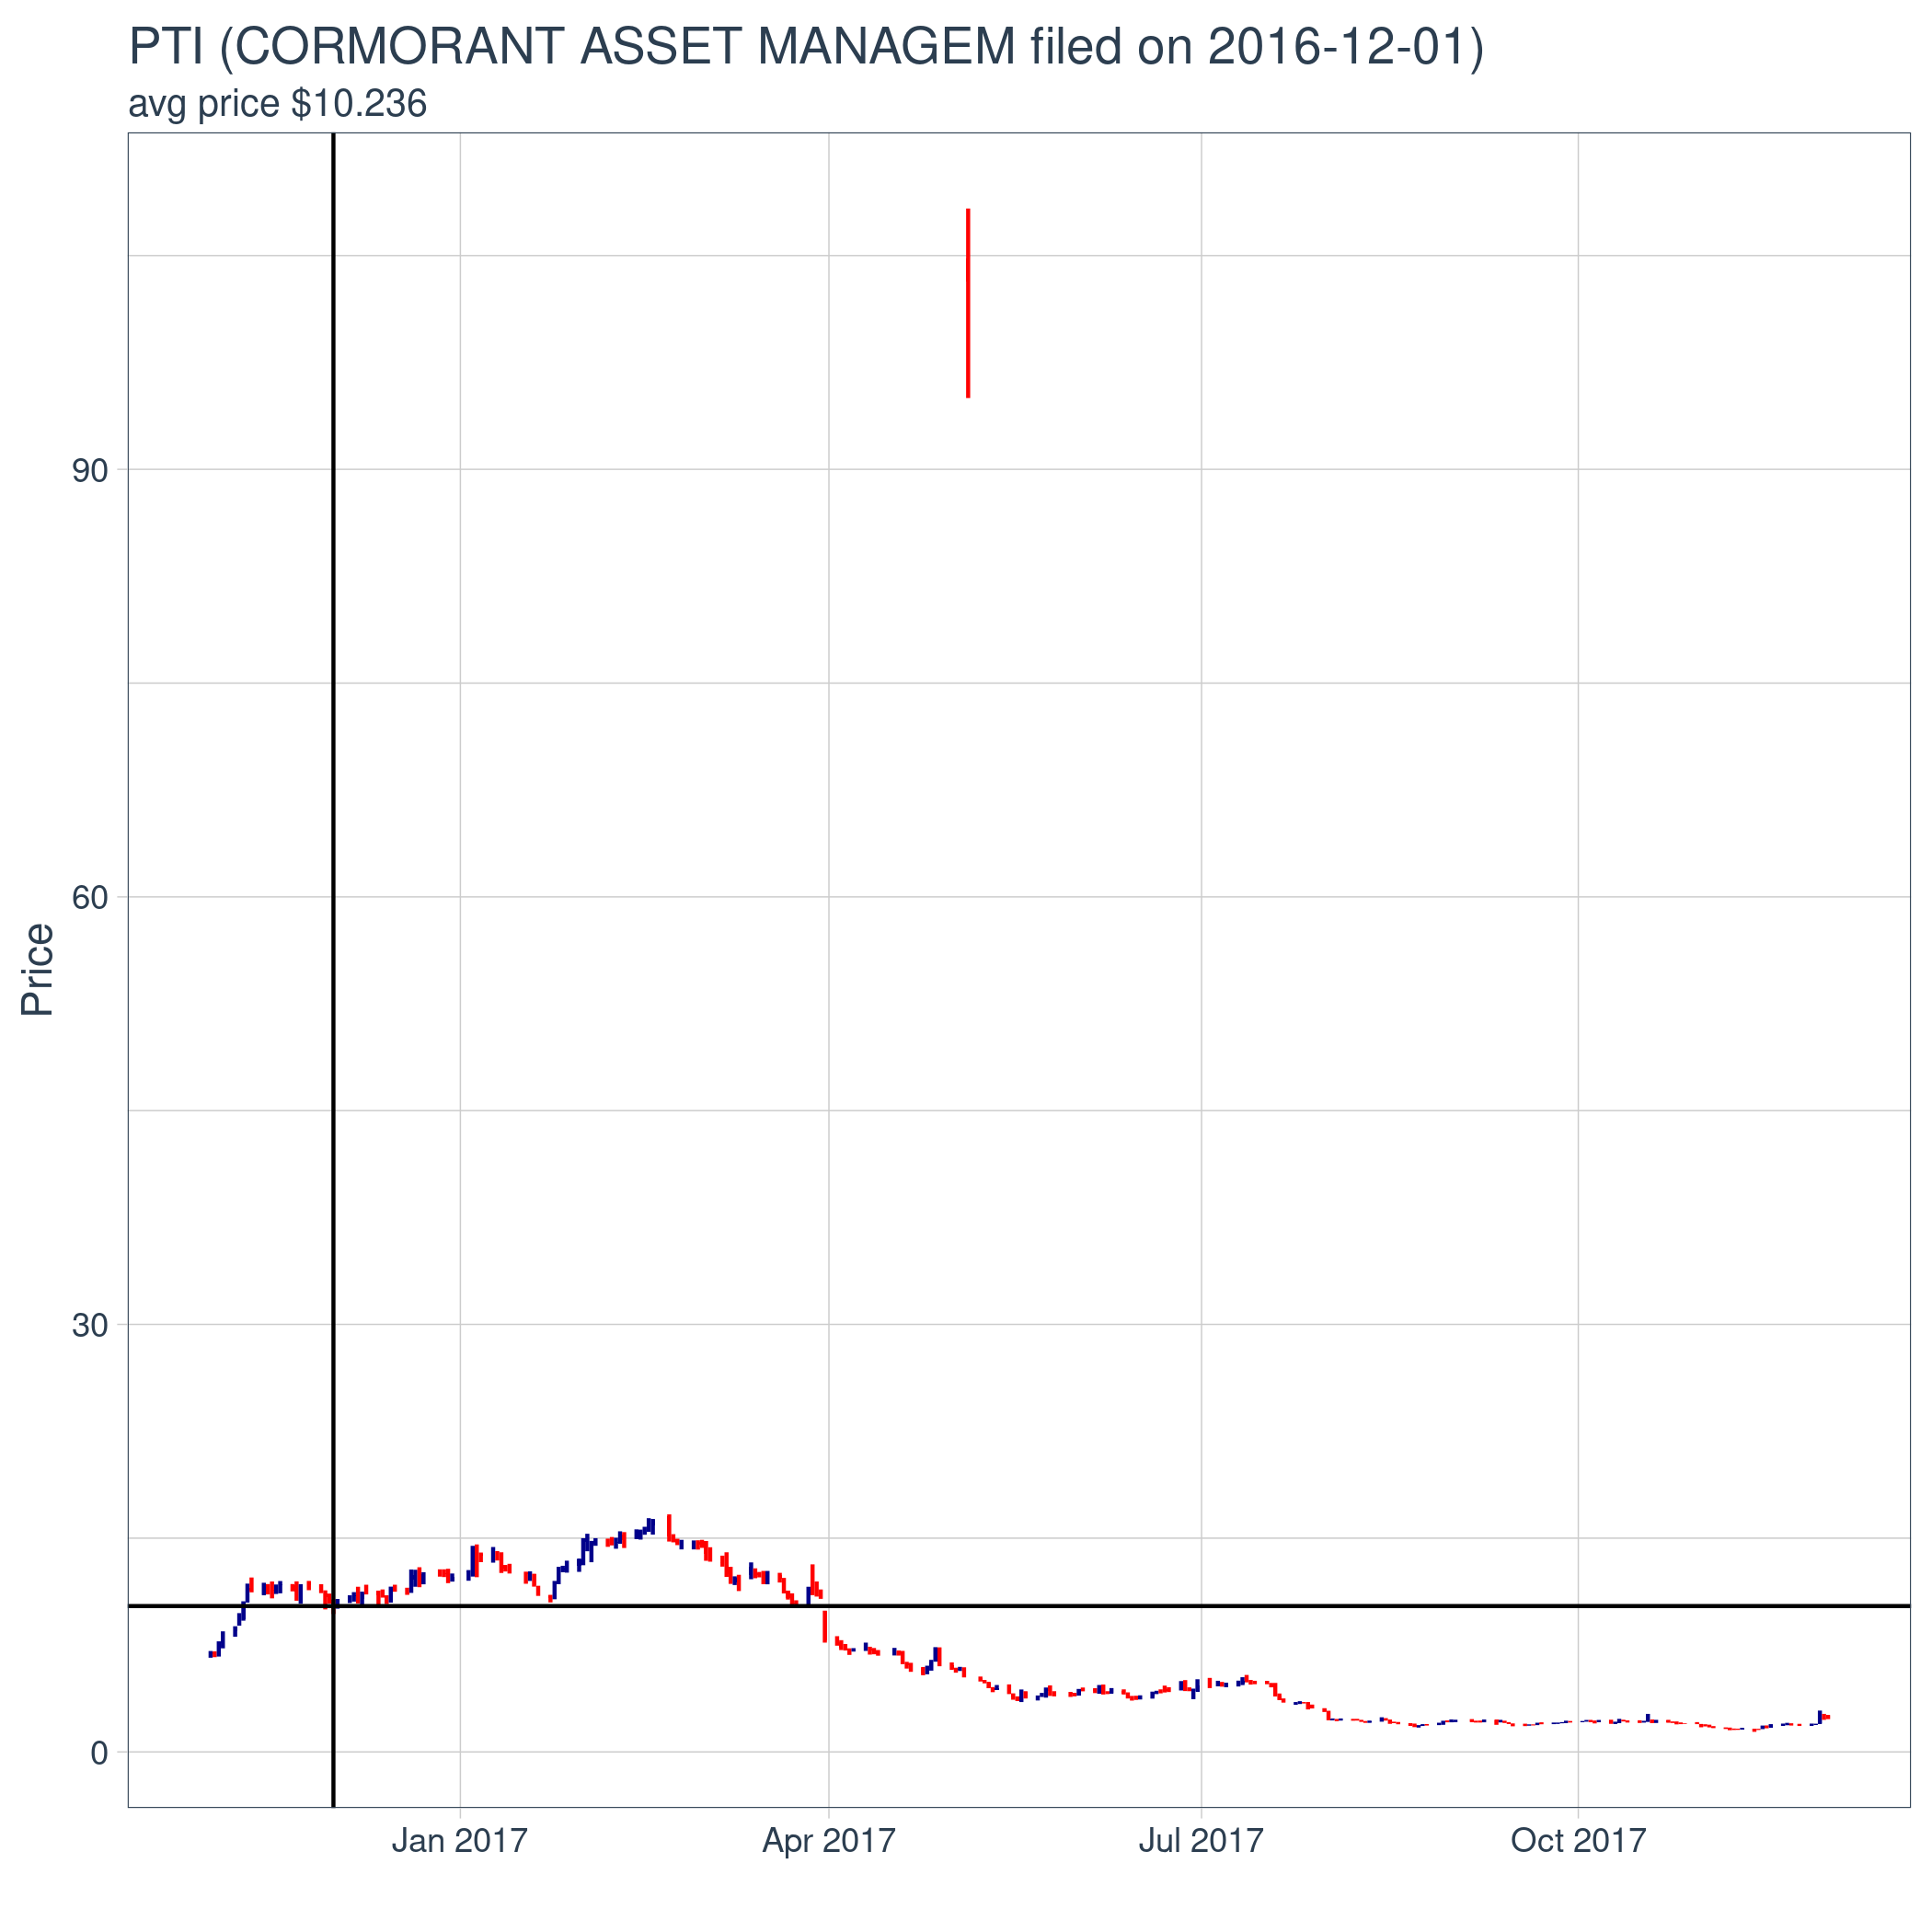 PTI (CORMORANT ASSET MANAGEM filed on 2016-12-01)
avg price $10.236
90
60
30
0
Price
Jan 2017
Apr 2017
Jul 2017
Oct 2017